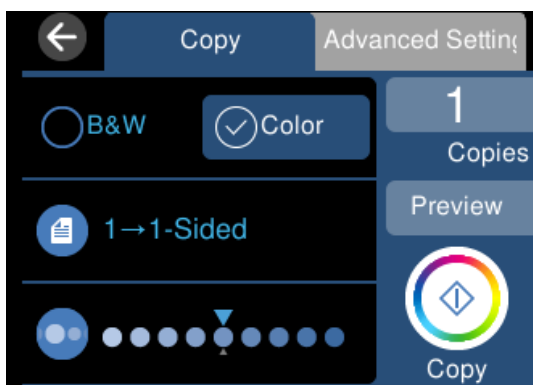 Copy
Advanced Setting
B&W
Color
1
Copies
1→1-Sided
Preview
Copy